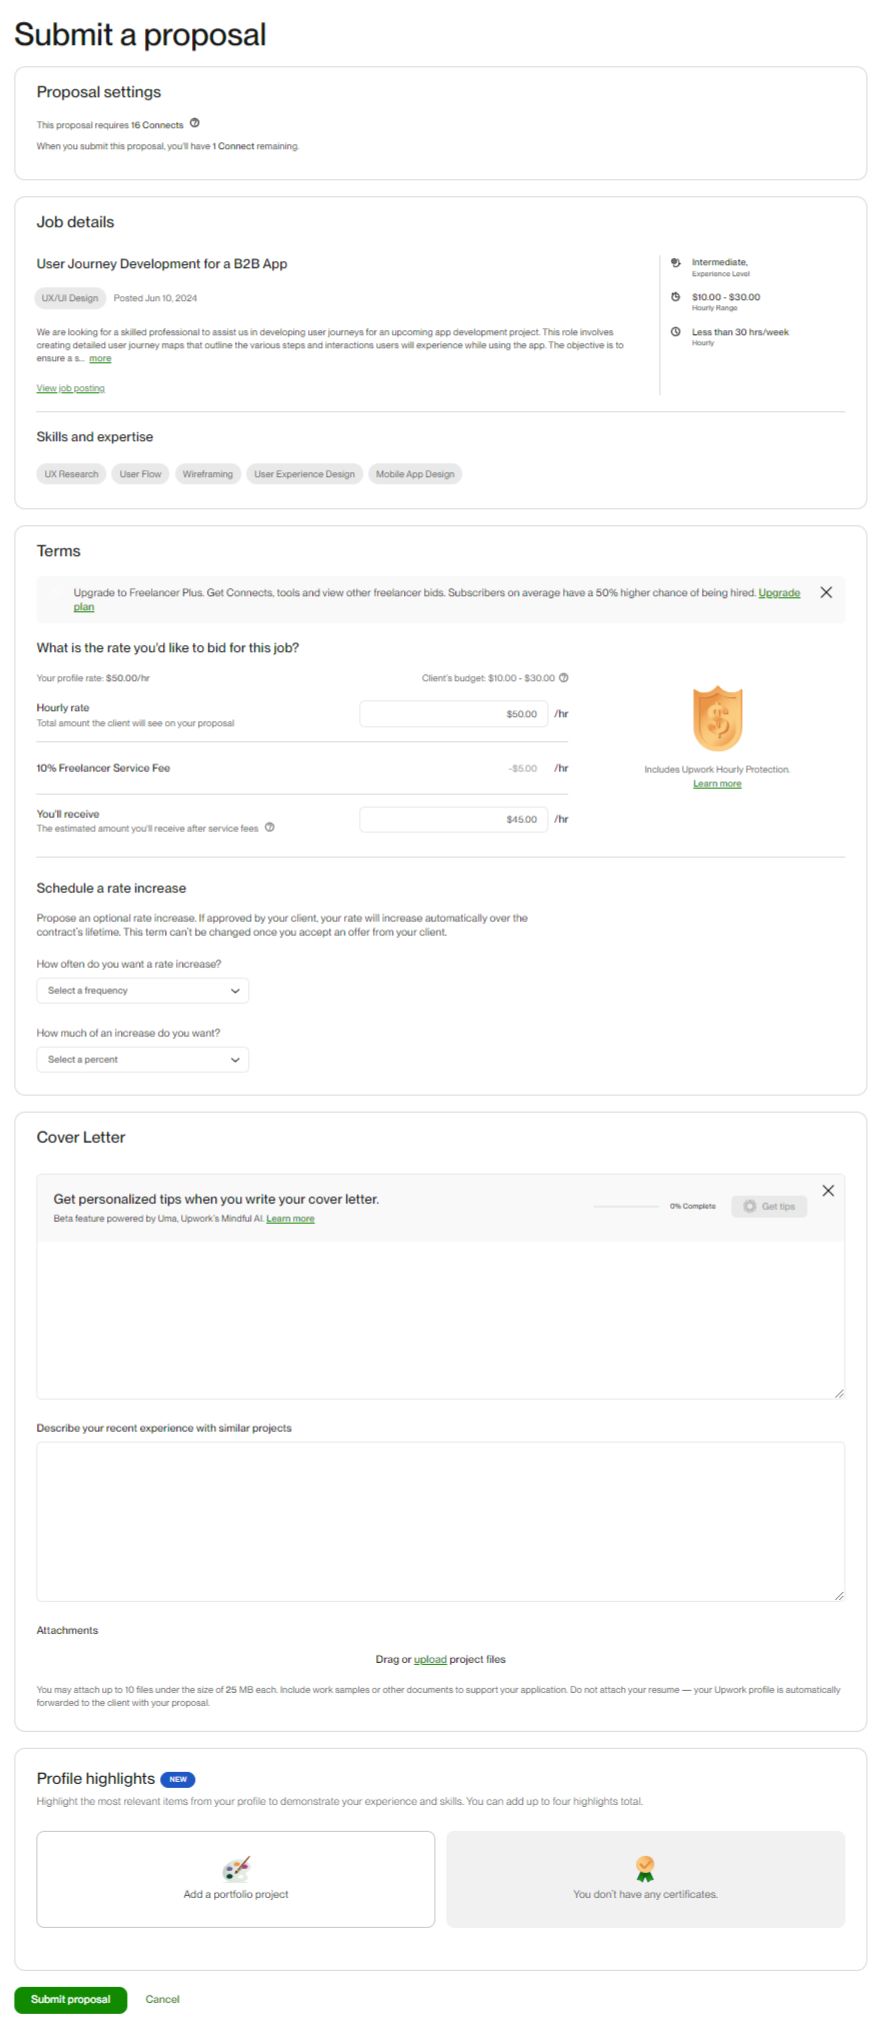 Submit a proposal
Proposal settings
This proposal requires 16 Connects
When you submit this proposal, you'll have 1 Connect remaining.
Job details
User Journey Development for a B2B App
UX/UI Design Posted Jun 10, 2024
We are looking for a skilled professional to assist us in developing user journeys for an upcoming app development project. This role involves
creating detailed user journey maps that outline the various steps and interactions users will experience while using the app. The objective is to
ensure a s... more
View job posting
Intermediate,
Experience Level
$10.00 - $30.00
Hourly Range
Less than 30 hrs/week
Hourly
Skills and expertise
UX Research User Flow Wireframing User Experience Design Mobile App Design
Terms
Upgrade to Freelancer Plus. Get Connects, tools and view other freelancer bids. Subscribers on average have a 50% higher chance of being hired. Upgrade
plan
What is the rate you'd like to bid for this job?
Your profile rate: $50.00/hr Client's budget: $10.00 - $30.00
Hourly rate
Total amount the client will see on your proposal
$50.00 /hr
10% Freelancer Service Fee -$5.00 /hr
You'll receive
The estimated amount you'll receive after service fees
$45.00 /hr
$
Includes Upwork Hourly Protection.
Learn more
Schedule a rate increase
Propose an optional rate increase. If approved by your client, your rate will increase automatically over the
contract's lifetime. This term can't be changed once you accept an offer from your client.
How often do you want a rate increase?
Select a frequency
How much of an increase do you want?
Select a percent
Cover Letter
Get personalized tips when you write your cover letter.
Beta feature powered by Uma, Upwork's Mindful AI. Learn more
0% Complete Get tips
Describe your recent experience with similar projects
Attachments
Drag or upload project files
You may attach up to 10 files under the size of 25 MB each. Include work samples or other documents to support your application. Do not attach your resume — your Upwork profile is automatically
forwarded to the client with your proposal.
Profile highlights NEW
Highlight the most relevant items from your profile to demonstrate your experience and skills. You can add up to four highlights total.
Add a portfolio project
You don't have any certificates.
Submit proposal Cancel